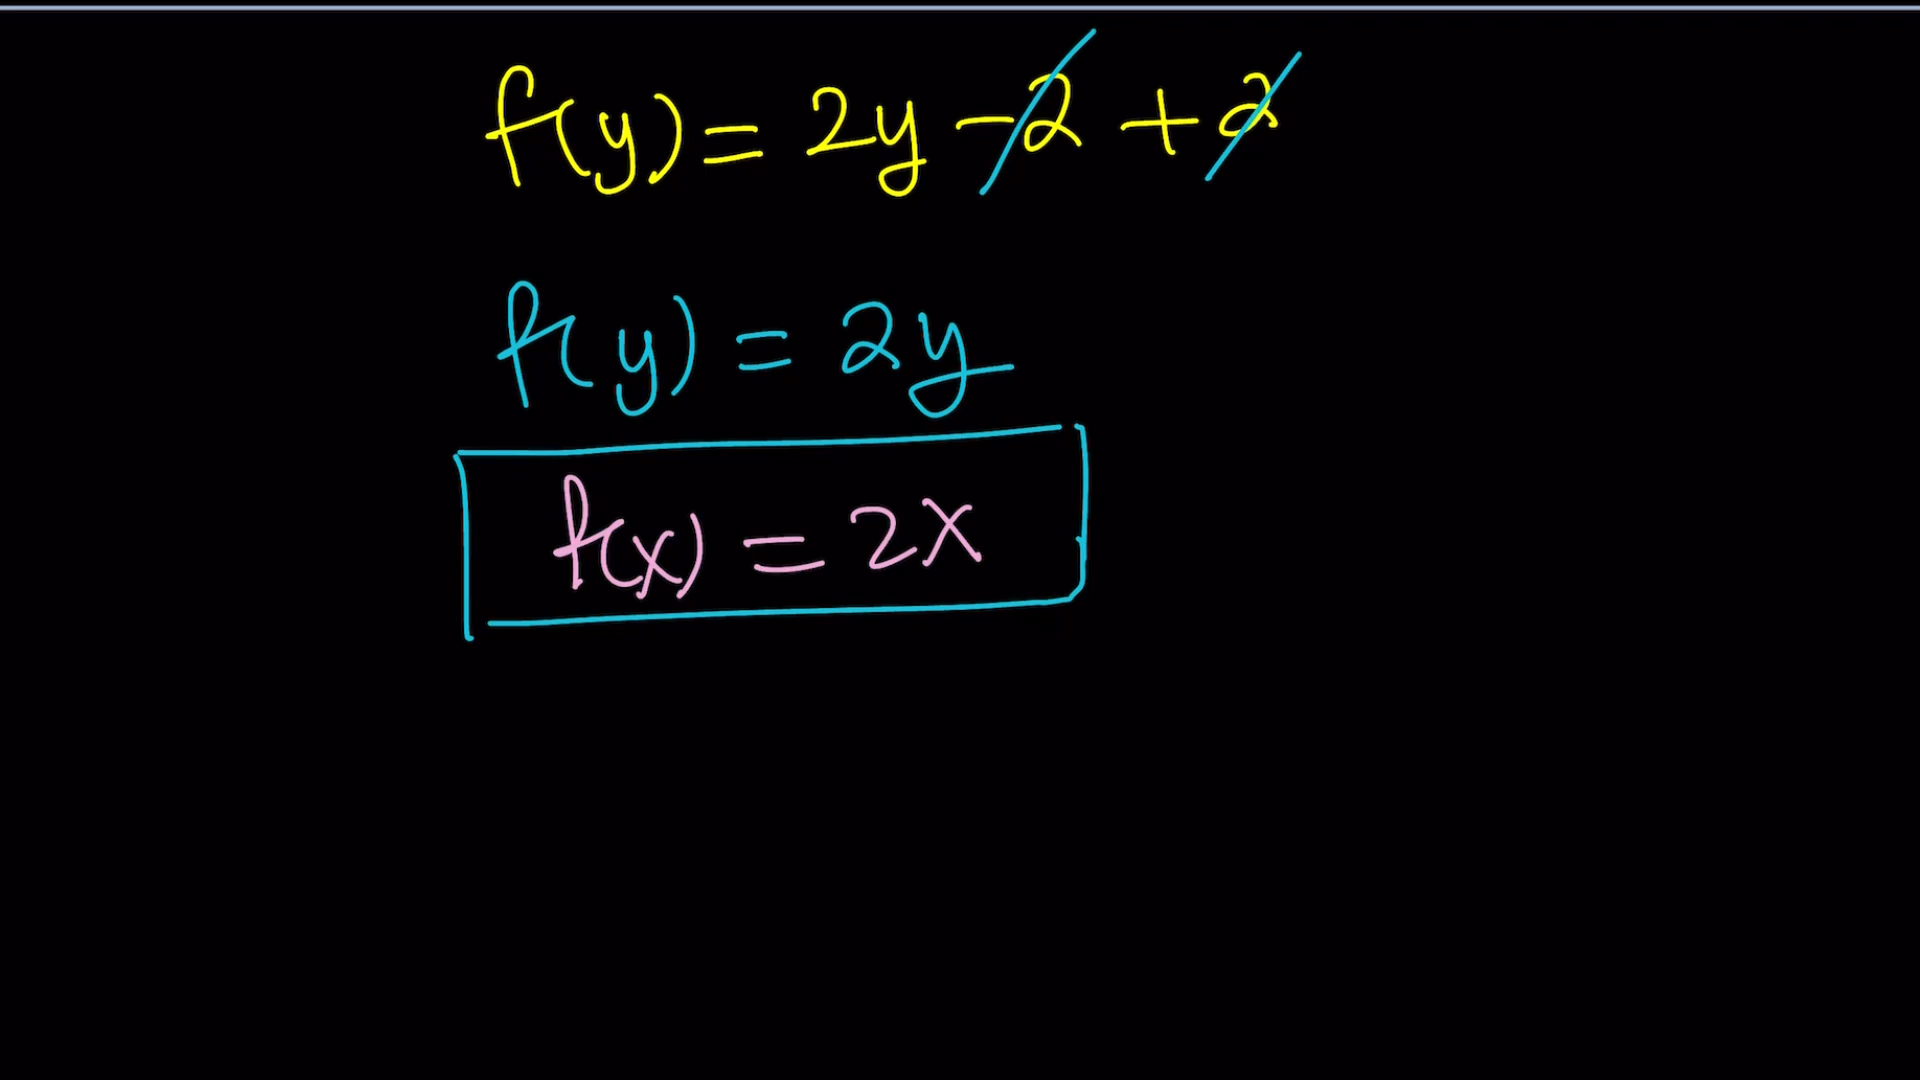 f(y) = 2y - 2 + 2
f(y) = 2y
f(x) = 2x